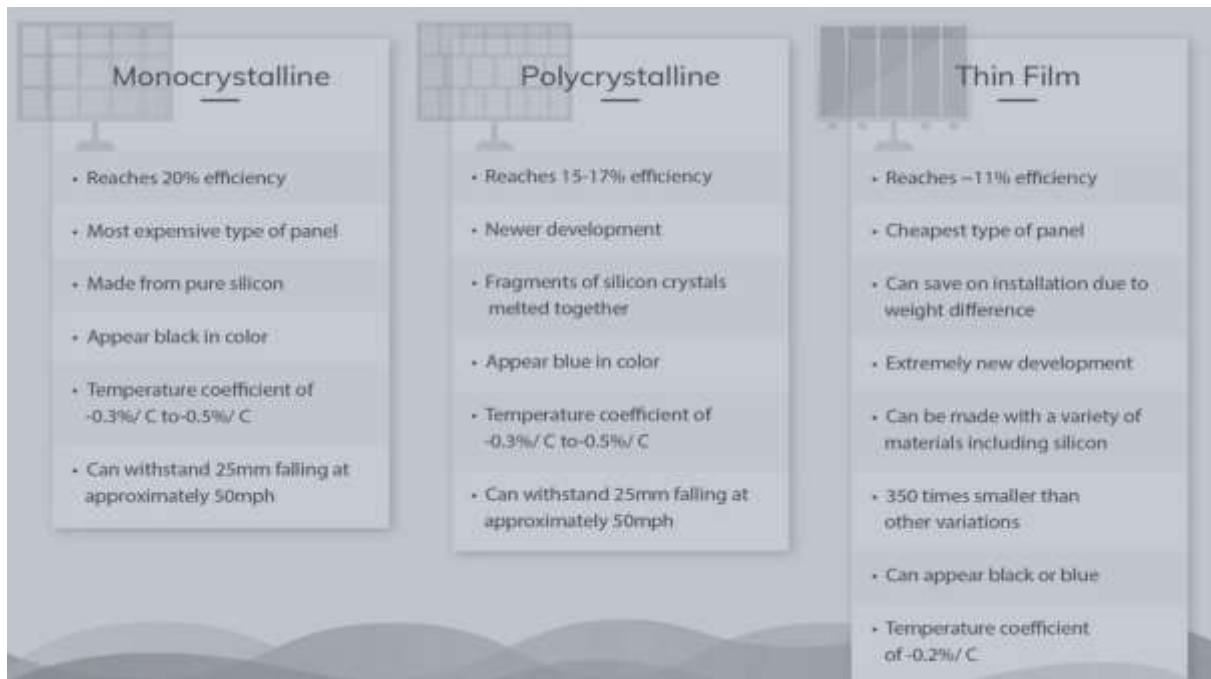 Monocrystalline
• Reaches 20% efficiency
• Most expensive type of panel
• Made from pure silicon
• Appear black in color
• Temperature coefficient of
-0.3%/ C to-0.5%/ C
• Can withstand 25mm falling at
approximately 50mph
Polycrystalline
• Reaches 15-17% efficiency
• Newer development
• Fragments of silicon crystals
melted together
• Appear blue in color
• Temperature coefficient of
-0.3%/ C to-0.5%/ C
• Can withstand 25mm falling at
approximately 50mph
Thin Film
• Reaches ~11% efficiency
• Cheapest type of panel
• Can save on installation due to
weight difference
• Extremely new development
• Can be made with a variety of
materials including silicon
• 350 times smaller than
other variations
• Can appear black or blue
• Temperature coefficient
of -0.2%/ C